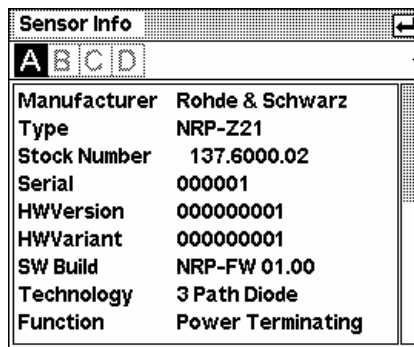 Sensor Info
A B C D
Manufacturer Rohde & Schwarz
Type NRP-Z21
Stock Number 137.6000.02
Serial 000001
HWVersion 000000001
HWVariant 000000001
SW Build NRP-FW 01.00
Technology 3 Path Diode
Function Power Terminating